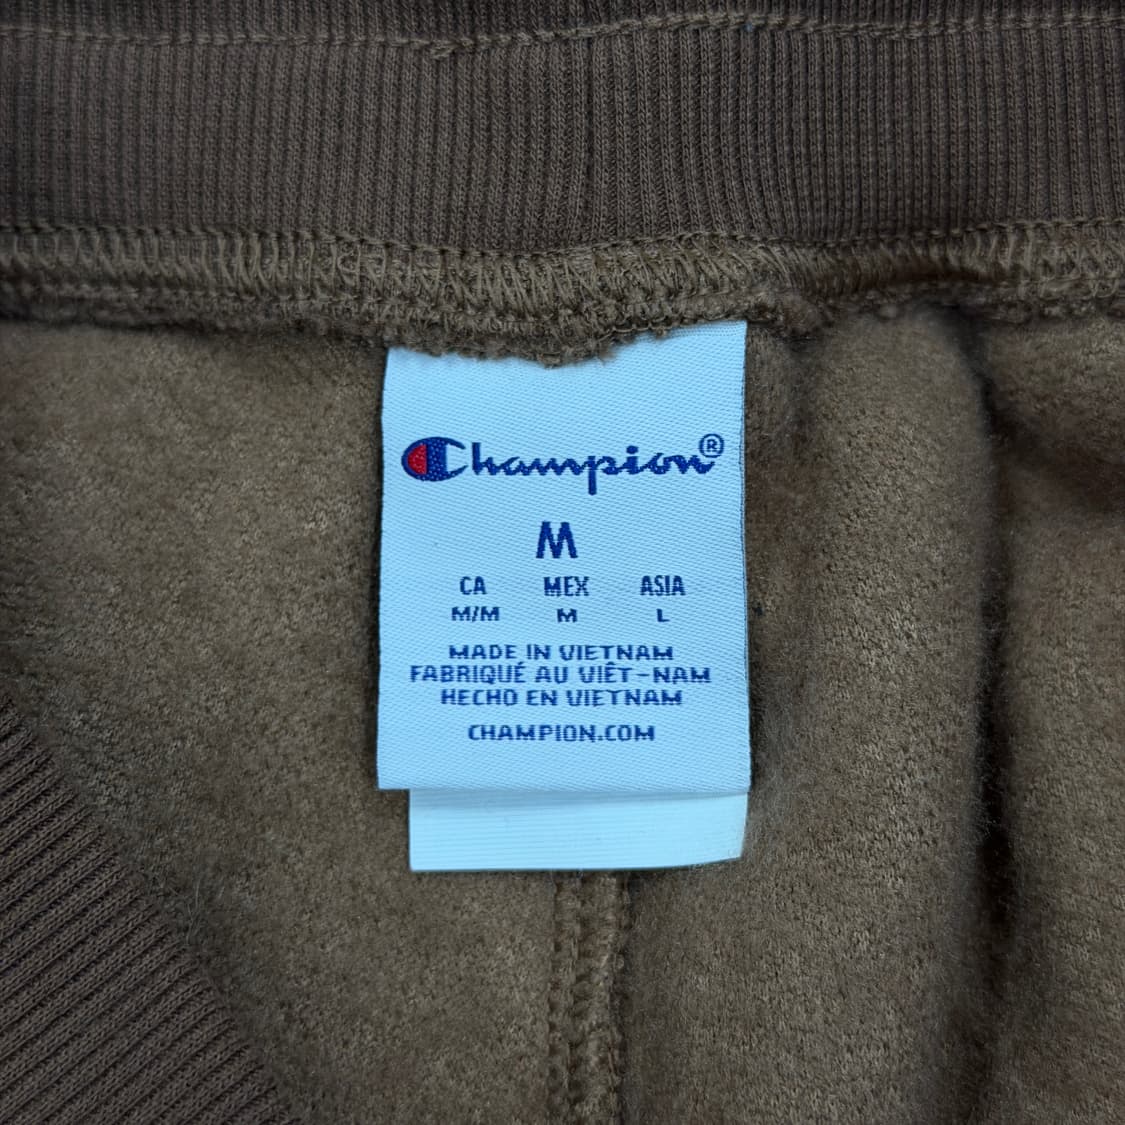 Champion®
M
CA MEX ASIA
M/M M L
MADE IN VIETNAM
FABRIQUÉ AU VIÊT-NAM
HECHO EN VIETNAM
CHAMPION.COM